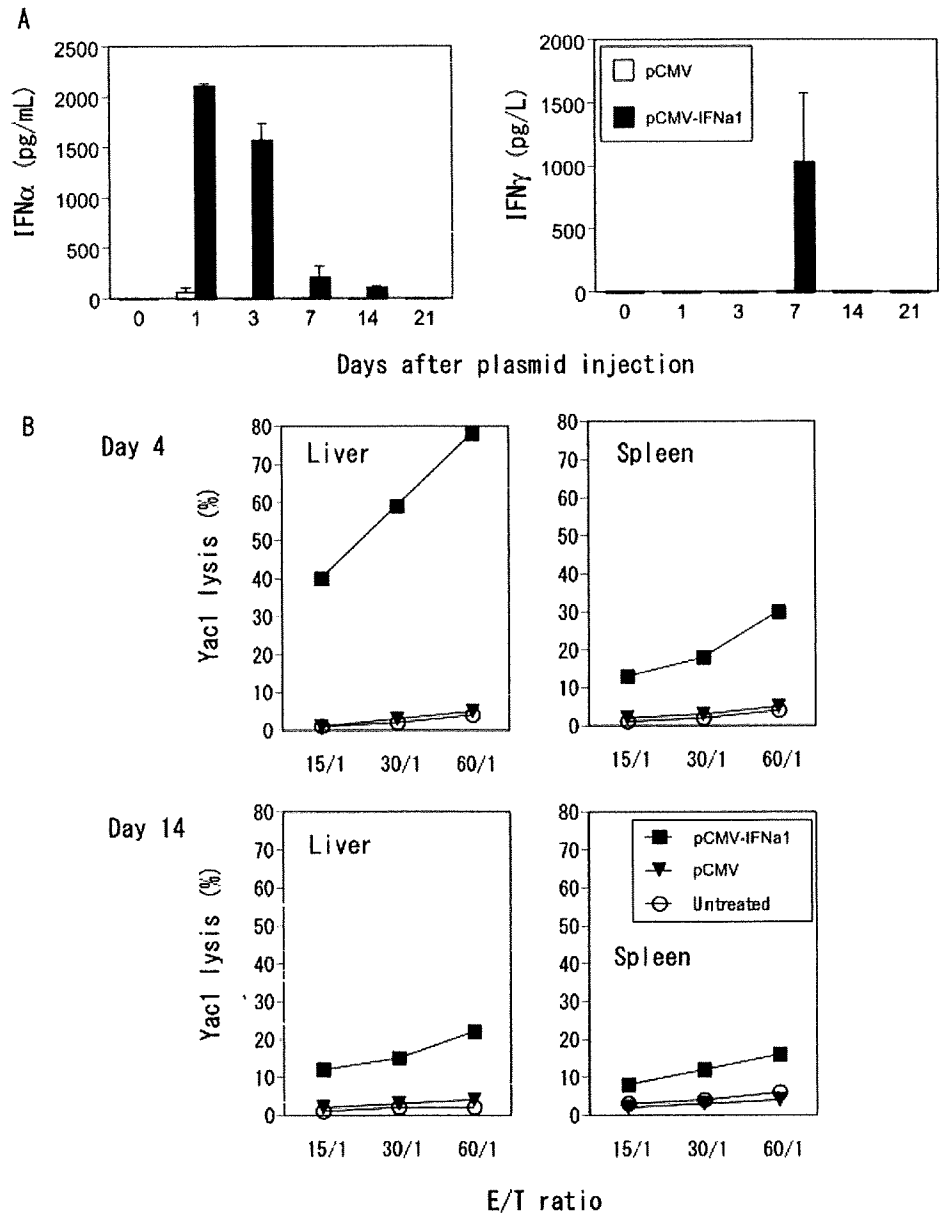 A
IFNα (pg/mL)
2500
2000
1500
1000
500
0
0 1 3 7 14 21
IFNγ (pg/L)
2000
1500
1000
500
0
pCMV
pCMV-IFNa1
0 1 3 7 14 21
Days after plasmid injection
B
Day 4
Yac1 lysis (%)
80
70
60
50
40
30
20
10
0
Liver
15/1 30/1 60/1
80
70
60
50
40
30
20
10
0
Spleen
15/1 30/1 60/1
Day 14
Yac1 lysis (%)
80
70
60
50
40
30
20
10
0
Liver
15/1 30/1 60/1
80
70
60
50
40
30
20
10
0
pCMV-IFNa1
pCMV
Untreated
Spleen
15/1 30/1 60/1
E/T ratio